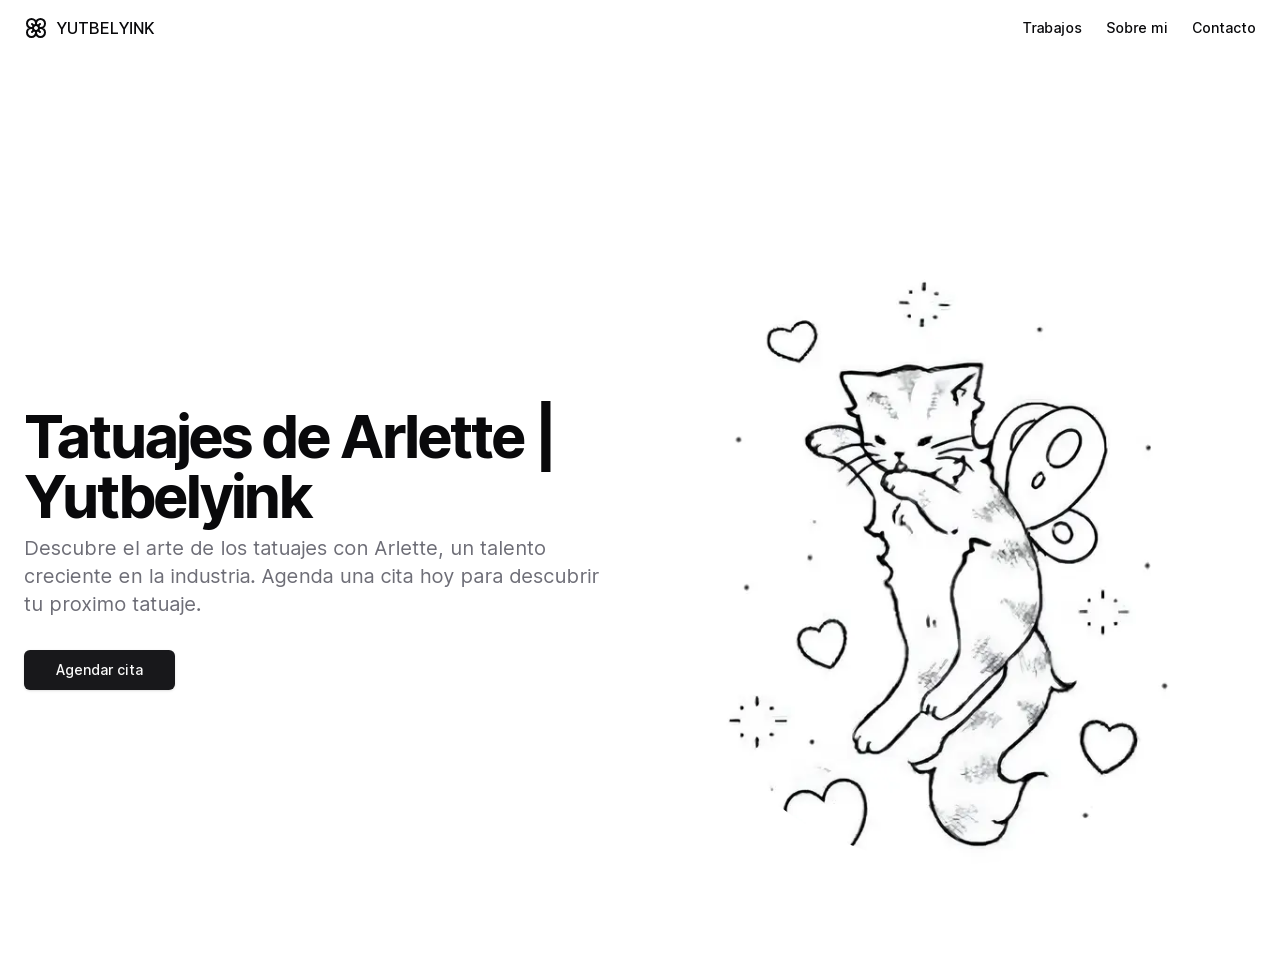 YUTBELYINK
Trabajos
Sobre mi
Contacto
Tatuajes de Arlette |
Yutbelyink
Descubre el arte de los tatuajes con Arlette, un talento
creciente en la industria. Agenda una cita hoy para descubrir
tu proximo tatuaje.
Agendar cita